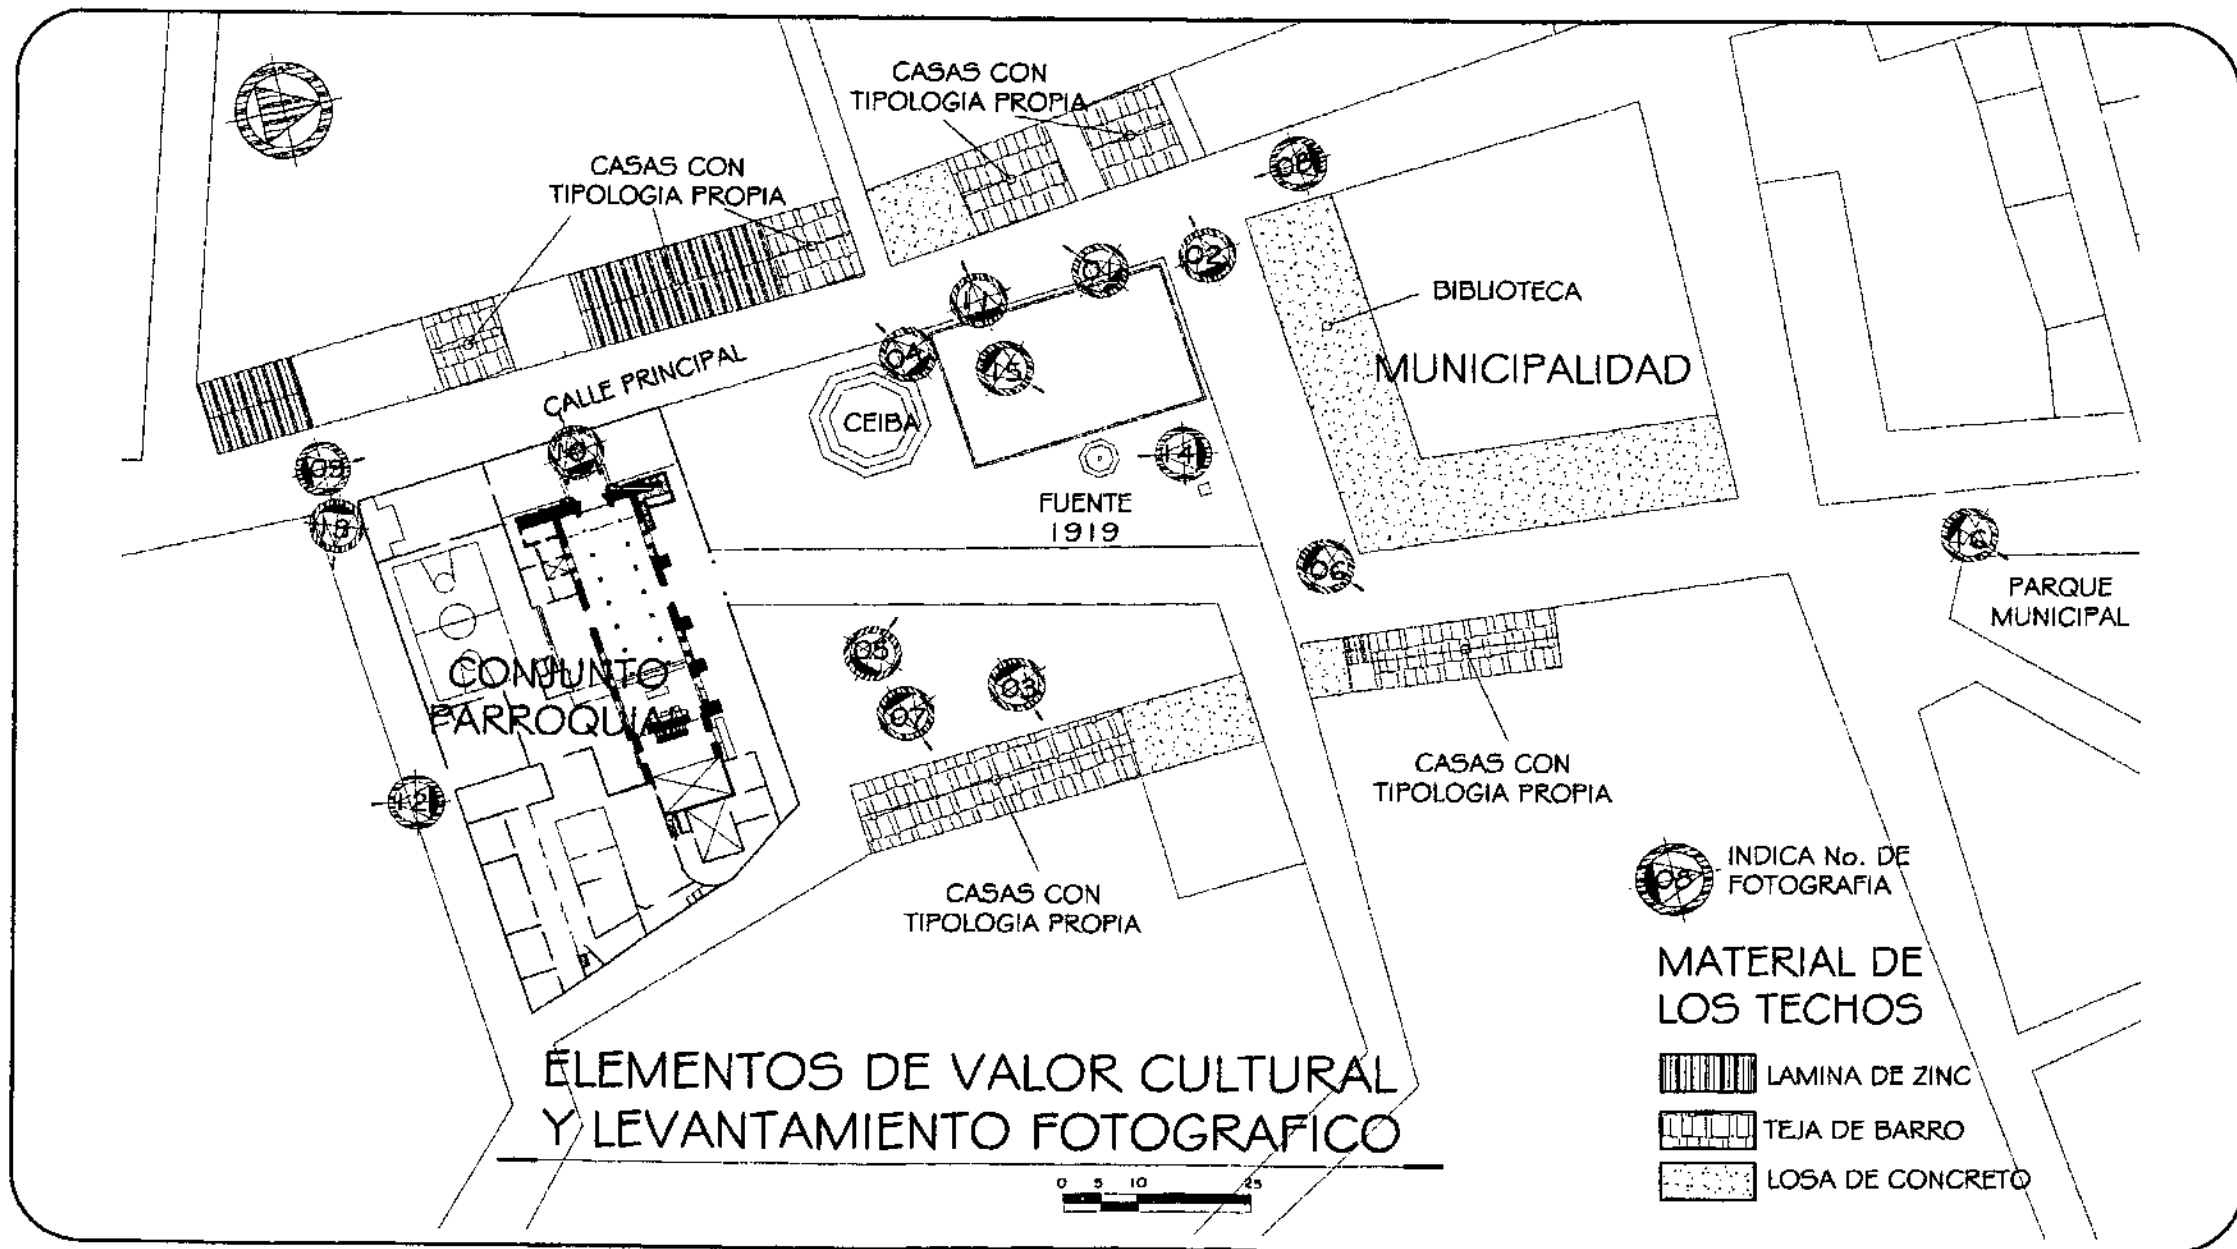 CASAS CON
TIPOLOGIA PROPIA
CASAS CON
TIPOLOGIA PROPIA
08
02
01
11
BIBLIOTECA
04
15
MUNICIPALIDAD
CALLE PRINCIPAL
CEIBA
10
14
09
FUENTE
1919
16
06
PARQUE
MUNICIPAL
05
03
CONJUNTO
PARROQUIAL
07
CASAS CON
TIPOLOGIA PROPIA
12
CASAS CON
TIPOLOGIA PROPIA
08
INDICA No. DE
FOTOGRAFIA
MATERIAL DE
LOS TECHOS
LAMINA DE ZINC
TEJA DE BARRO
LOSA DE CONCRETO
ELEMENTOS DE VALOR CULTURAL
Y LEVANTAMIENTO FOTOGRAFICO
0 5 10 25